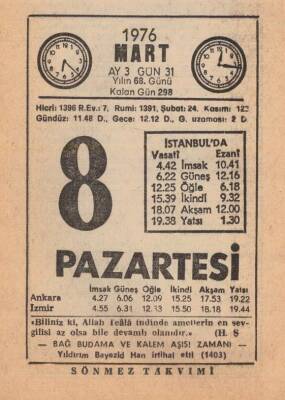 1976
MART
AY 3 GÜN 31
Yılın 68. Günü
Kalan Gün 298
Hicri: 1396 R.Ev.: 7, Rumi: 1391, Şubat: 24, Kasım: 123
Gündüz: 11.48 D., Gece: 12.12 D., G. uzaması: 2 D
8
İSTANBUL'DA
Vasati Ezani
4.42 İmsak 10.41
6.22 Güneş 12.16
12.25 Öğle 6.18
15.39 İkindi 9.32
18.07 Akşam 12.00
19.38 Yatsı 1.30
PAZARTESİ
İmsak Güneş Öğle İkindi Akşam Yatsı
Ankara 4.27 6.06 12.09 15.25 17.53 19.22
İzmir 4.55 6.31 12.33 15.50 18.18 19.44
«Biliniz ki, Allah Teâlâ indinde amellerin en sev-
gilisi az olsa bile devamlı olanıdır.» (H. Ş
— BAĞ BUDAMA VE KALEM AŞISI ZAMANI —
Yıldırım Bayezid Han irtihal etti (1403)
SÖNMEZ TAKVİMİ